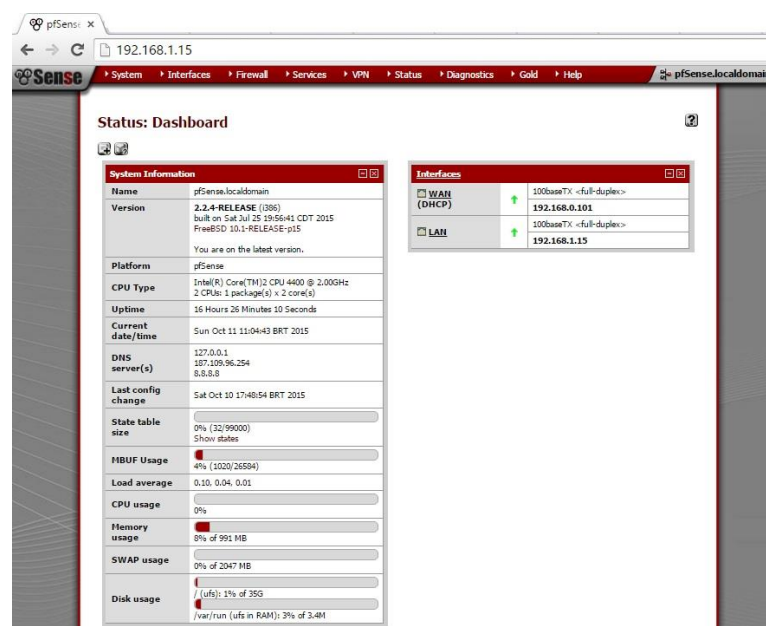 pfSense
192.168.1.15
Sense System Interfaces Firewall Services VPN Status Diagnostics Gold Help pfSense.localdomai
Status: Dashboard
System Information
Name pfSense.localdomain
Version 2.2.4-RELEASE (i386)
built on Sat Jul 25 19:56:41 CDT 2015
FreeBSD 10.1-RELEASE-p15
You are on the latest version.
Platform pfSense
CPU Type Intel(R) Core(TM)2 CPU 4400 @ 2.00GHz
2 CPUs: 1 package(s) x 2 core(s)
Uptime 16 Hours 26 Minutes 10 Seconds
Current date/time Sun Oct 11 11:04:43 BRT 2015
DNS server(s) 127.0.0.1
187.109.96.254
8.8.8.8
Last config change Sat Oct 10 17:48:54 BRT 2015
State table size 0% (32/99000)
Show states
MBUF Usage 4% (1020/26584)
Load average 0.10, 0.04, 0.01
CPU usage 0%
Memory usage 8% of 991 MB
SWAP usage 0% of 2047 MB
Disk usage / (ufs): 1% of 35G
/var/run (ufs in RAM): 3% of 3.4M
Interfaces
WAN (DHCP) 100baseTX <full-duplex>
192.168.0.101
LAN 100baseTX <full-duplex>
192.168.1.15